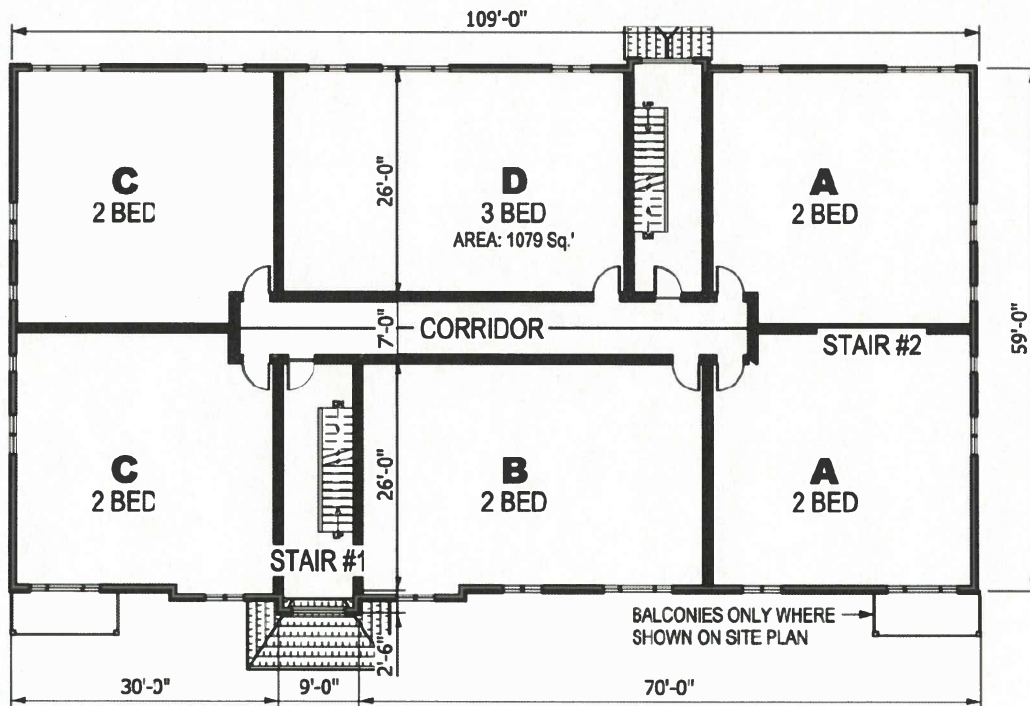 109'-0"
C
2 BED
D
3 BED
AREA: 1079 Sq.'
A
2 BED
26'-0"
7'-0"
CORRIDOR
STAIR #2
59'-0"
C
2 BED
STAIR #1
26'-0"
B
2 BED
A
2 BED
BALCONIES ONLY WHERE
SHOWN ON SITE PLAN
2'-6"
30'-0"
9'-0"
70'-0"